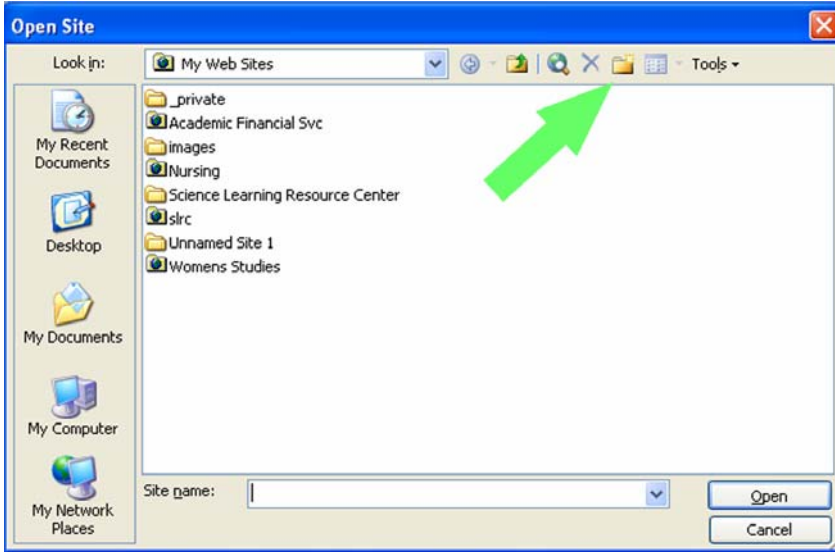 Open Site
Look in:
My Web Sites
Tools
My Recent
Documents
Desktop
My Documents
My Computer
My Network
Places
_private
Academic Financial Svc
images
Nursing
Science Learning Resource Center
slrc
Unnamed Site 1
Womens Studies
Site name:
Open
Cancel